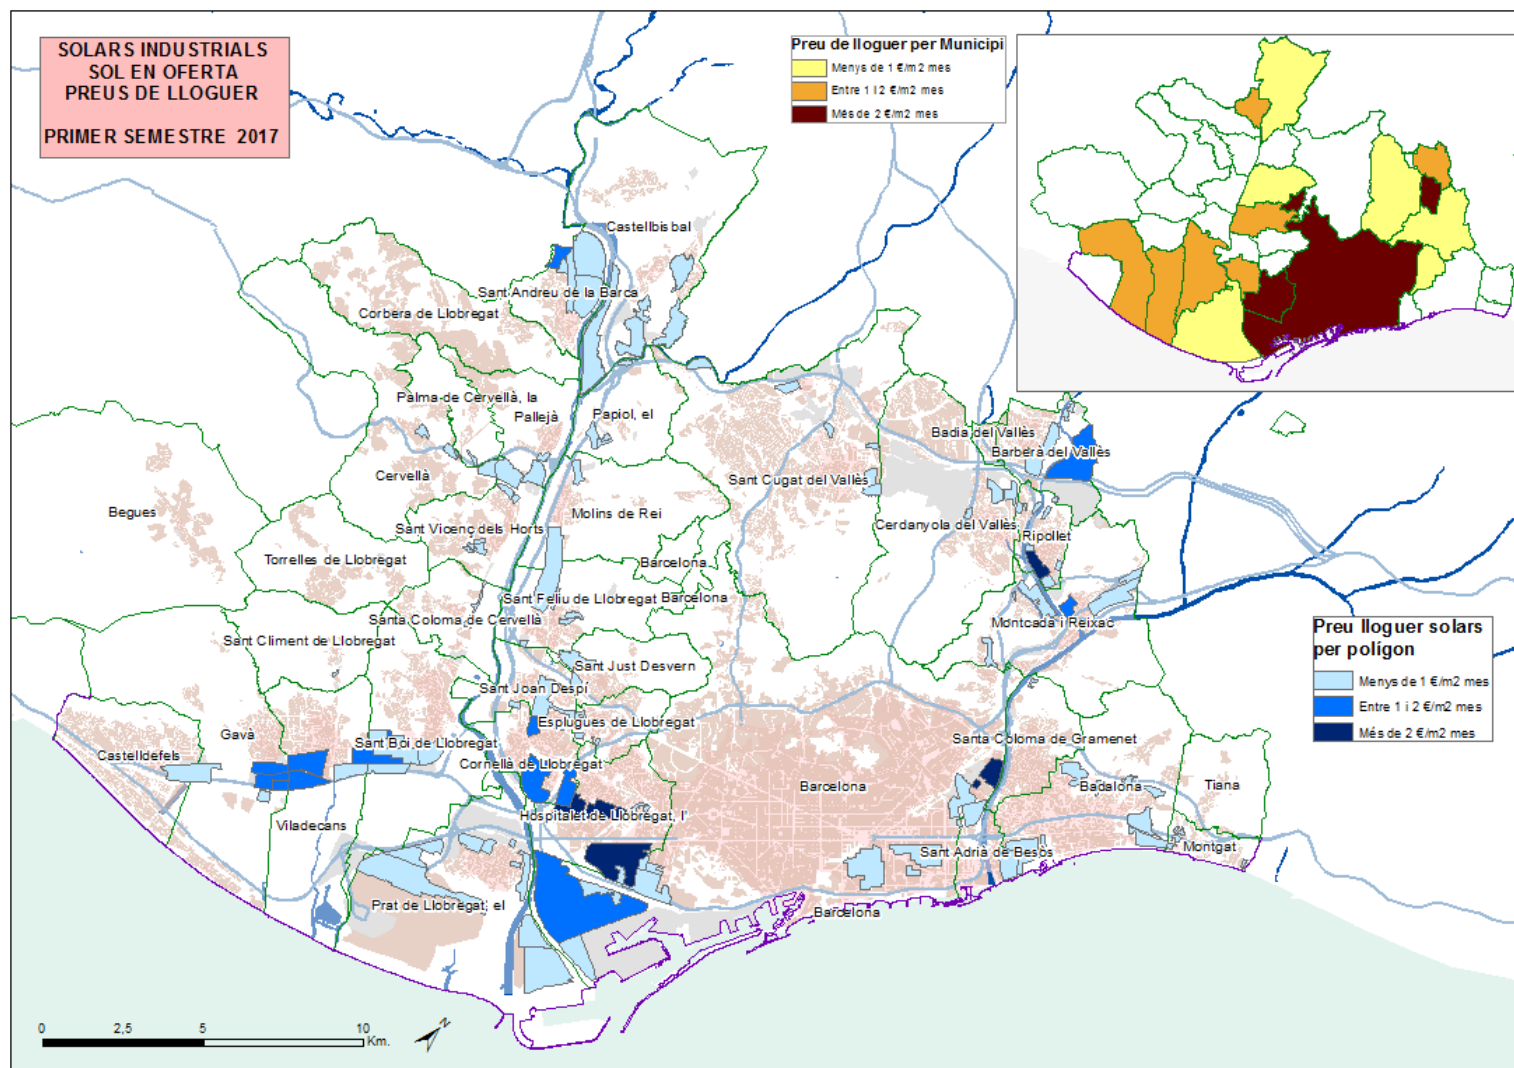 SOLARS INDUSTRIALS
SOL EN OFERTA
PREUS DE LLOGUER
PRIMER SEMESTRE 2017
Preu de lloguer per Municipi
Menys de 1 €/m2 mes
Entre 1 i 2 €/m2 mes
Més de 2 €/m2 mes
Castellbisbal
Sant Andreu de la Barca
Corbera de Llobregat
Palma de Cervellà, la
Pallejà
Papiol, el
Badia del Vallès
Barberà del Vallès
Cervellà
Sant Cugat del Vallès
Begues
Molins de Rei
Sant Vicenç dels Horts
Cerdanyola del Vallès
Ripollet
Torrelles de Llobregat
Barcelona
Sant Feliu de Llobregat
Barcelona
Santa Coloma de Cervellà
Montcada i Reixac
Sant Climent de Llobregat
Sant Just Desvern
Sant Joan Despí
Esplugues de Llobregat
Gavà
Sant Boi de Llobregat
Santa Coloma de Gramenet
Castelldefels
Cornellà de Llobregat
Barcelona
Badalona
Tiana
Hospitalet de Llobregat, l'
Viladecans
Montgat
Sant Adrià de Besòs
Prat de Llobregat, el
Barcelona
Preu lloguer solars
per polígon
Menys de 1 €/m2 mes
Entre 1 i 2 €/m2 mes
Més de 2 €/m2 mes
0 2,5 5 10
Km.
N